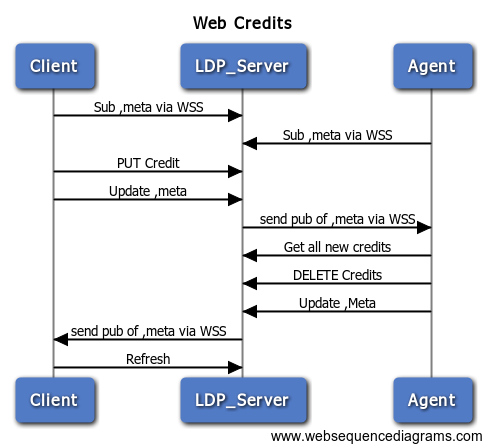 Web Credits
Client LDP_Server Agent
Sub ,meta via WSS
Sub ,meta via WSS
PUT Credit
Update ,meta
send pub of ,meta via WSS
Get all new credits
DELETE Credits
Update ,Meta
send pub of ,meta via WSS
Refresh
Client LDP_Server Agent
www.websequencediagrams.com